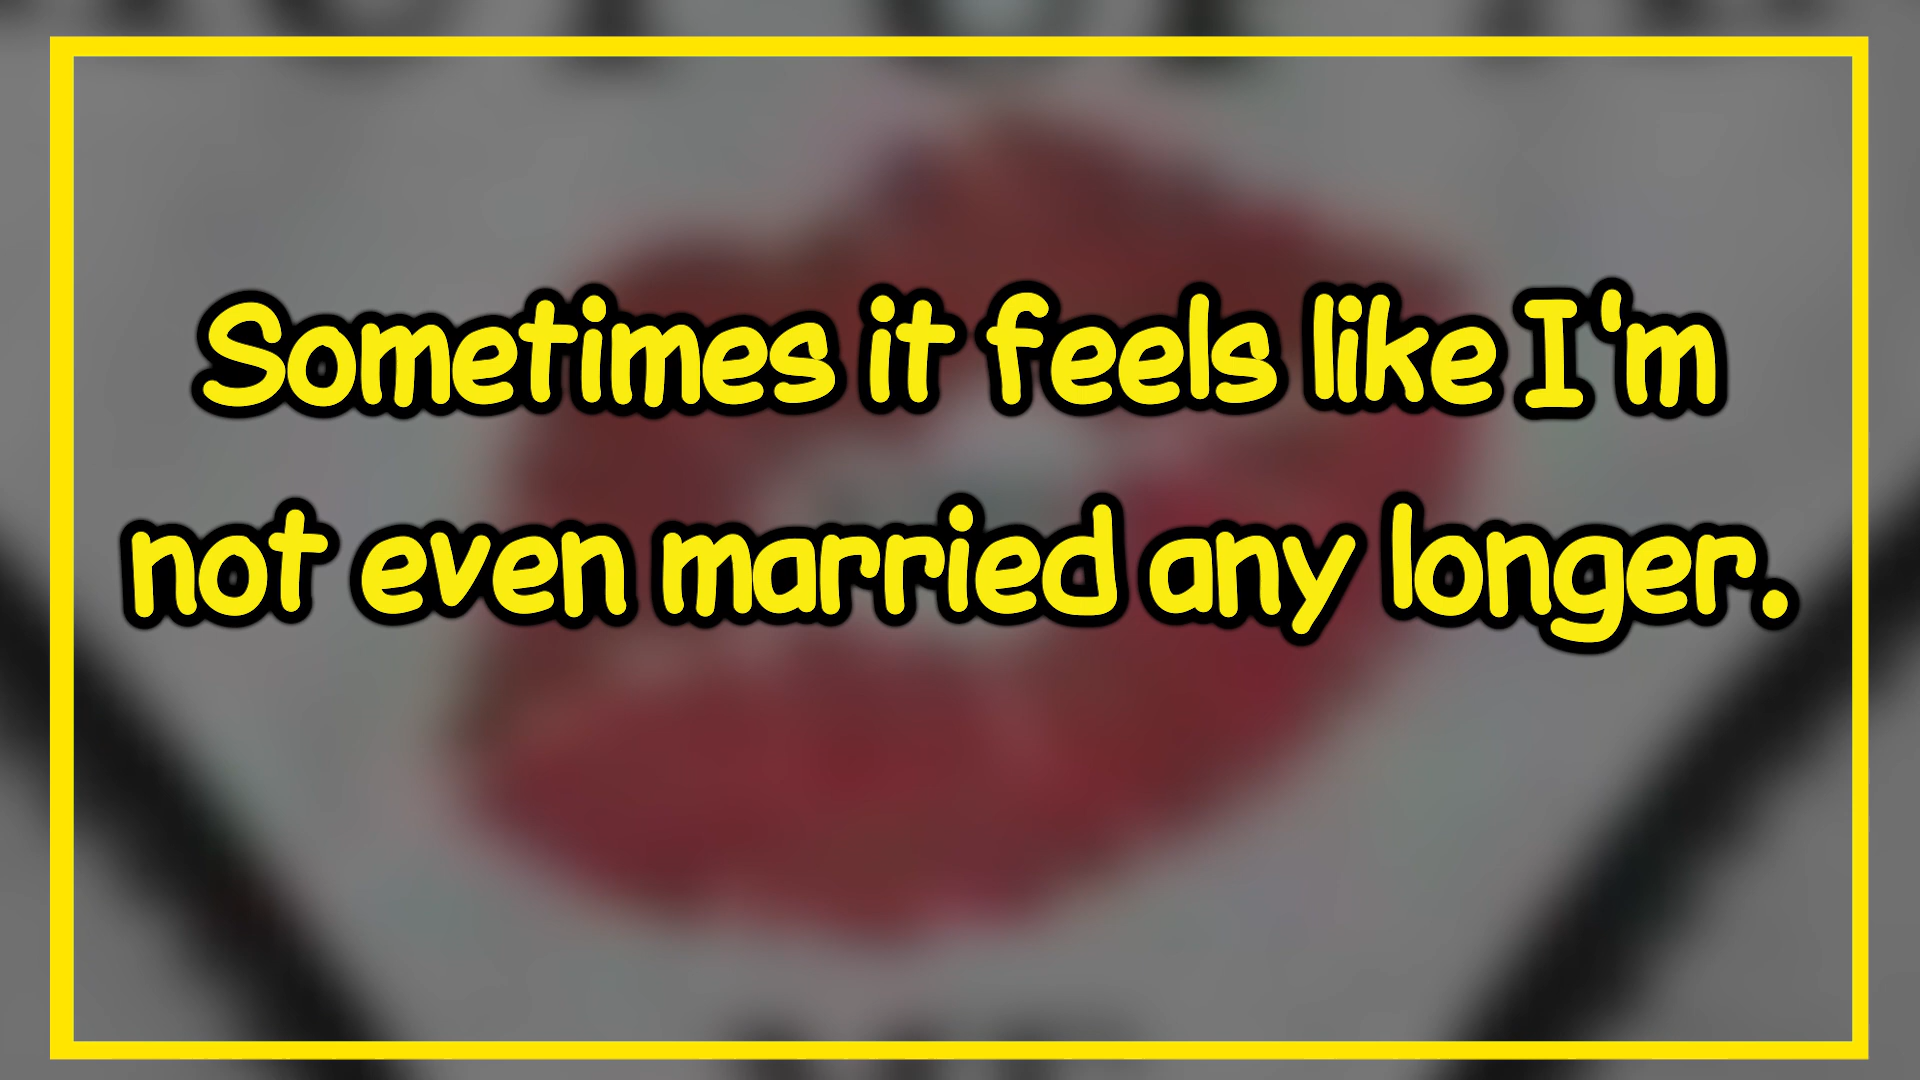 Sometimes it feels like I'm
not even married any longer.